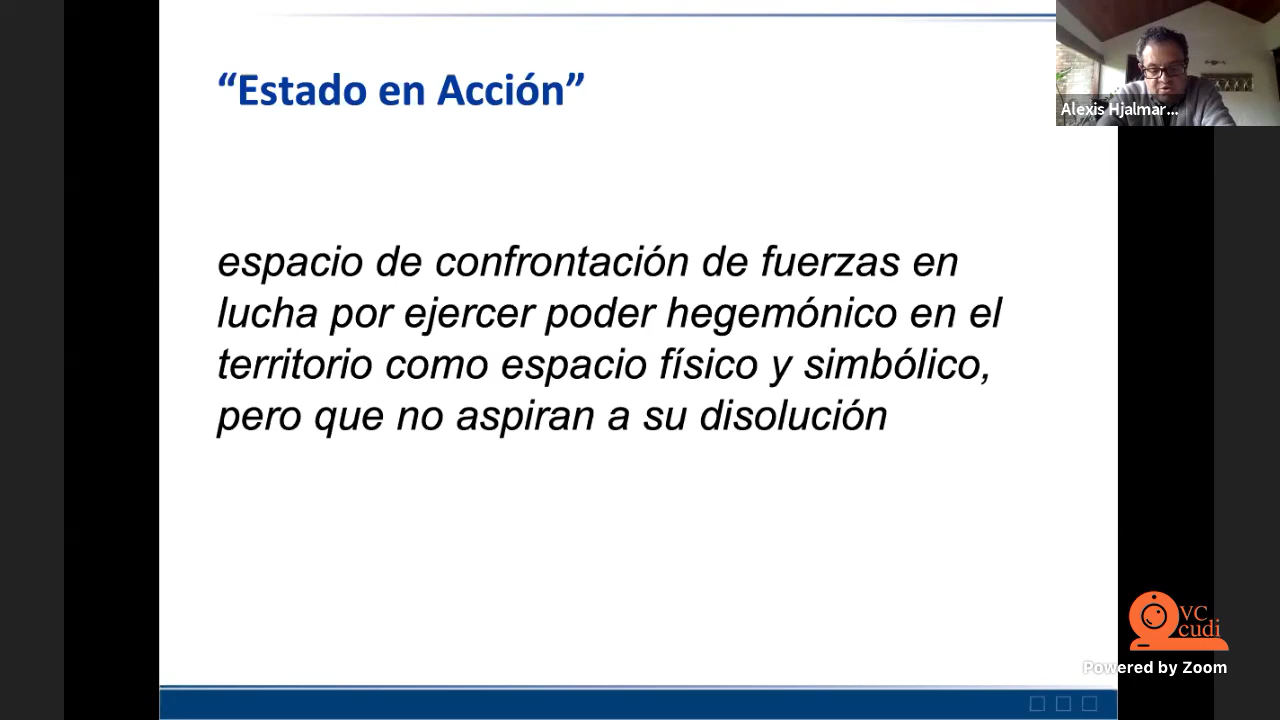 “Estado en Acción”
Alexis Hjalmar...
espacio de confrontación de fuerzas en
lucha por ejercer poder hegemónico en el
territorio como espacio físico y simbólico,
pero que no aspiran a su disolución
VC
cudi
Powered by Zoom